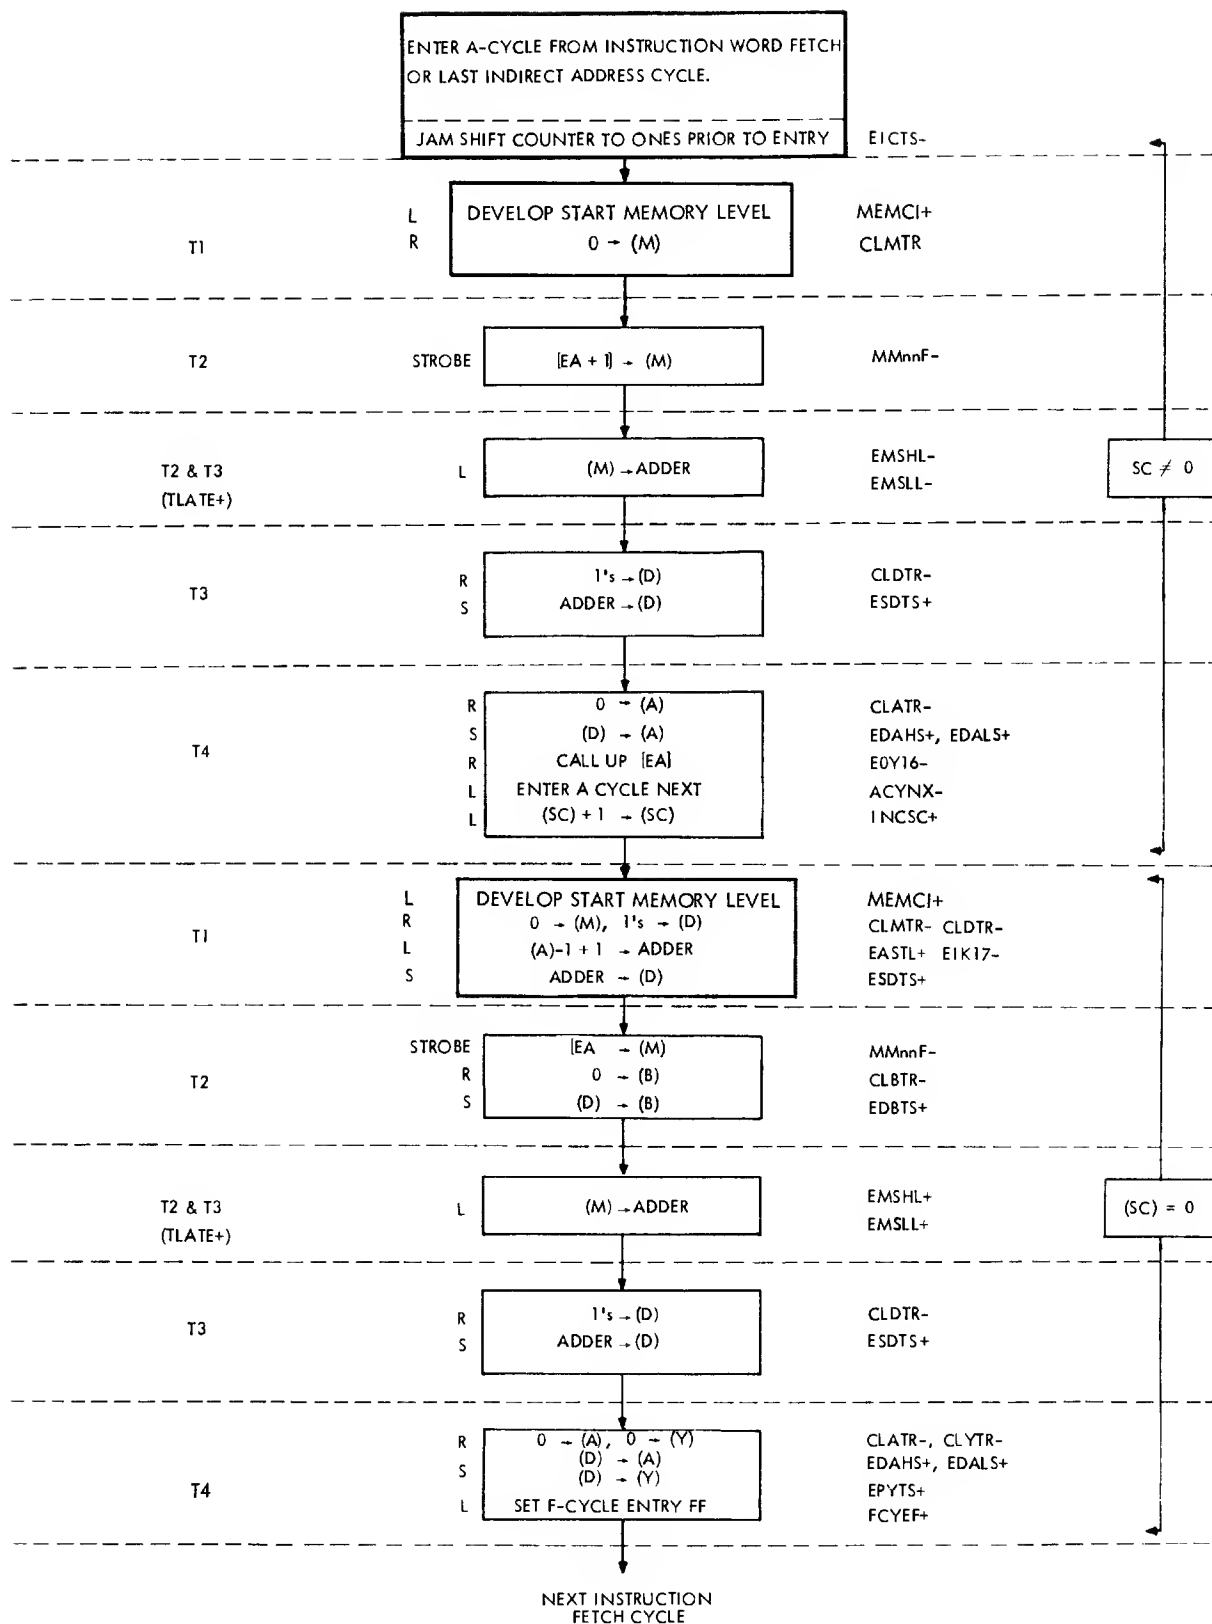 ENTER A-CYCLE FROM INSTRUCTION WORD FETCH
OR LAST INDIRECT ADDRESS CYCLE.
JAM SHIFT COUNTER TO ONES PRIOR TO ENTRY EICTS-
L DEVELOP START MEMORY LEVEL MEMCI+
T1 R 0 → (M) CLMTR
T2 STROBE [EA + 1] → (M) MMnnF-
T2 & T3 L (M) → ADDER EMSHL- SC ≠ 0
(TLATE+) EMSLL-
T3 R 1's → (D) CLDTR-
S ADDER → (D) ESDTS+
R 0 → (A) CLATR-
S (D) → (A) EDAHS+, EDALS+
T4 R CALL UP [EA] E0Y16-
L ENTER A CYCLE NEXT ACYNX-
L (SC) + 1 → (SC) INCSC+
L DEVELOP START MEMORY LEVEL MEMCI+
R 0 → (M), 1's → (D) CLMTR- CLDTR-
T1 L (A)-1 + 1 → ADDER EASTL+ EIK17-
S ADDER → (D) ESDTS+
STROBE [EA → (M) MMnnF-
T2 R 0 → (B) CLBTR-
S (D) → (B) EDBTS+
T2 & T3 L (M) → ADDER EMSHL+ (SC) = 0
(TLATE+) EMSLL+
T3 R 1's → (D) CLDTR-
S ADDER → (D) ESDTS+
R 0 → (A), 0 → (Y) CLATR-, CLYTR-
S (D) → (A) EDAHS+, EDALS+
T4 (D) → (Y) EPYTS+
L SET F-CYCLE ENTRY FF FCYEF+
NEXT INSTRUCTION
FETCH CYCLE